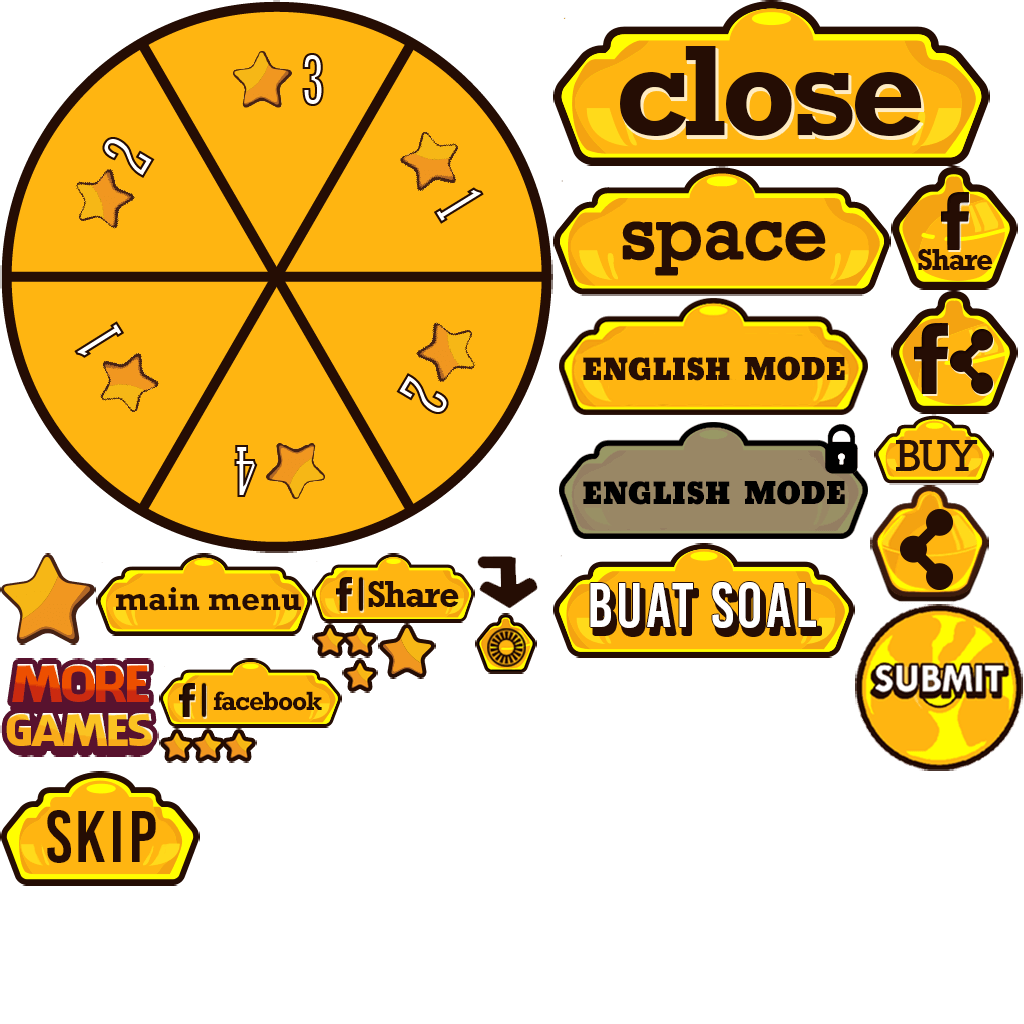 3
2
1
1
2
4
close
space
f
Share
ENGLISH MODE
f
ENGLISH MODE
BUY
BUAT SOAL
main menu
f|Share
SUBMIT
MORE
GAMES
f|facebook
SKIP